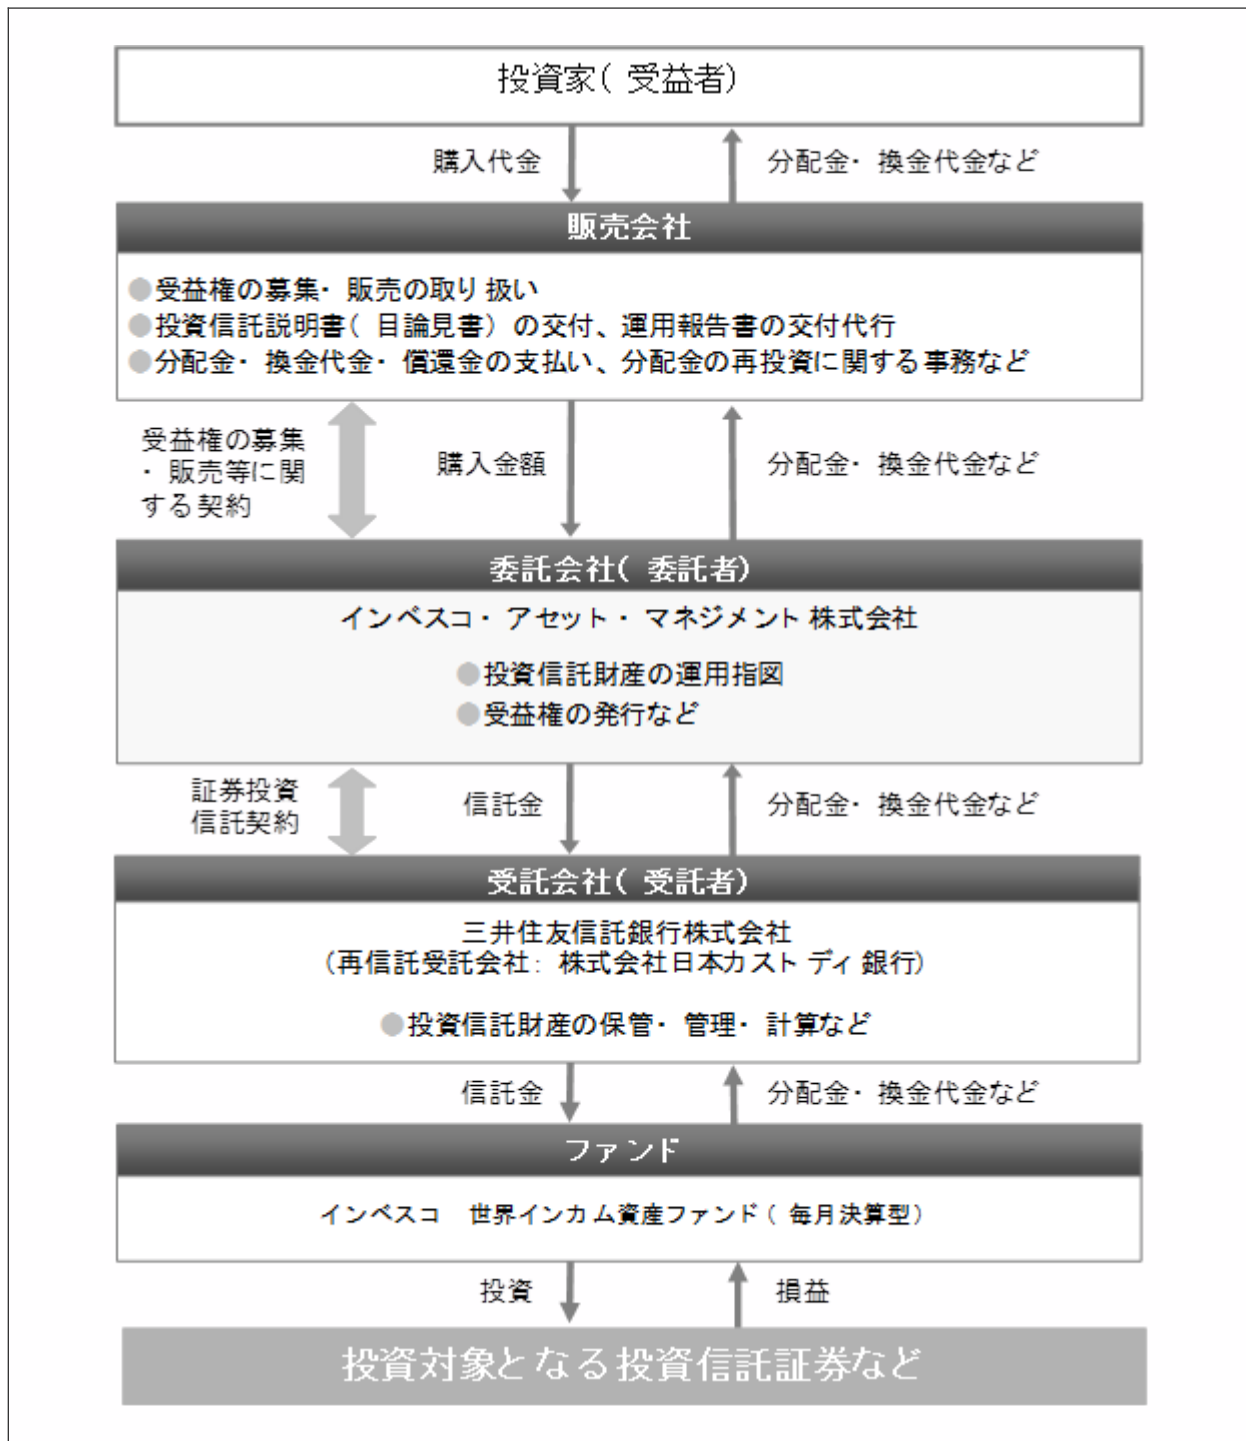 投資家(受益者)
購入代金
分配金・換金代金など
販売会社
●受益権の募集・販売の取り扱い
●投資信託説明書(目論見書)の交付、運用報告書の交付代行
●分配金・換金代金・償還金の支払い、分配金の再投資に関する事務など
受益権の募集
・販売等に関
する契約
購入金額
分配金・換金代金など
委託会社(委託者)
インベスコ・アセット・マネジメント株式会社
●投資信託財産の運用指図
●受益権の発行など
証券投資
信託契約
信託金
分配金・換金代金など
受託会社(受託者)
三井住友信託銀行株式会社
(再信託受託会社:株式会社日本カストディ銀行)
●投資信託財産の保管・管理・計算など
信託金
分配金・換金代金など
ファンド
インベスコ 世界インカム資産ファンド(毎月決算型)
投資
損益
投資対象となる投資信託証券など